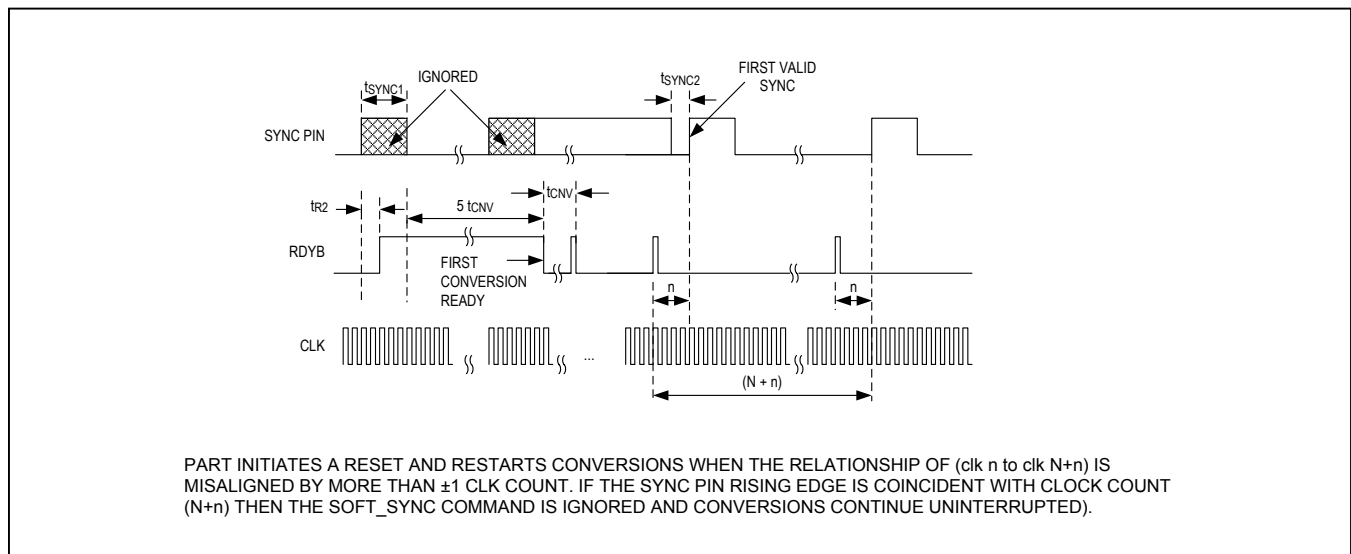 IGNORED
FIRST VALID
SYNC
tSYNC1
tSYNC2
SYNC PIN
tR2
5 tCNV
tCNV
RDYB
FIRST
CONVERSION
READY
n
n
CLK
...
(N + n)
PART INITIATES A RESET AND RESTARTS CONVERSIONS WHEN THE RELATIONSHIP OF (clk n to clk N+n) IS
MISALIGNED BY MORE THAN ±1 CLK COUNT. IF THE SYNC PIN RISING EDGE IS COINCIDENT WITH CLOCK COUNT
(N+n) THEN THE SOFT_SYNC COMMAND IS IGNORED AND CONVERSIONS CONTINUE UNINTERRUPTED).